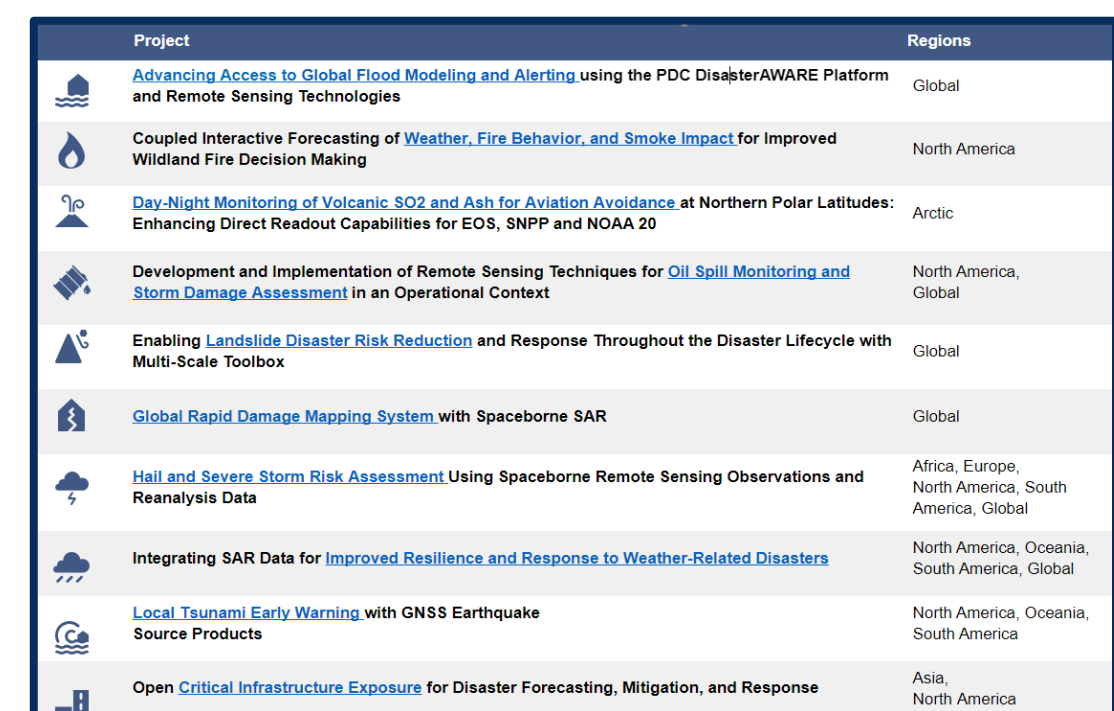 Project Regions
Advancing Access to Global Flood Modeling and Alerting using the PDC DisasterAWARE Platform
and Remote Sensing Technologies
Global
Coupled Interactive Forecasting of Weather, Fire Behavior, and Smoke Impact for Improved
Wildland Fire Decision Making
North America
Day-Night Monitoring of Volcanic SO2 and Ash for Aviation Avoidance at Northern Polar Latitudes:
Enhancing Direct Readout Capabilities for EOS, SNPP and NOAA 20
Arctic
Development and Implementation of Remote Sensing Techniques for Oil Spill Monitoring and
Storm Damage Assessment in an Operational Context
North America,
Global
Enabling Landslide Disaster Risk Reduction and Response Throughout the Disaster Lifecycle with
Multi-Scale Toolbox
Global
Global Rapid Damage Mapping System with Spaceborne SAR
Global
Hail and Severe Storm Risk Assessment Using Spaceborne Remote Sensing Observations and
Reanalysis Data
Africa, Europe,
North America, South
America, Global
Integrating SAR Data for Improved Resilience and Response to Weather-Related Disasters
North America, Oceania,
South America, Global
Local Tsunami Early Warning with GNSS Earthquake
Source Products
North America, Oceania,
South America
Open Critical Infrastructure Exposure for Disaster Forecasting, Mitigation, and Response
Asia,
North America